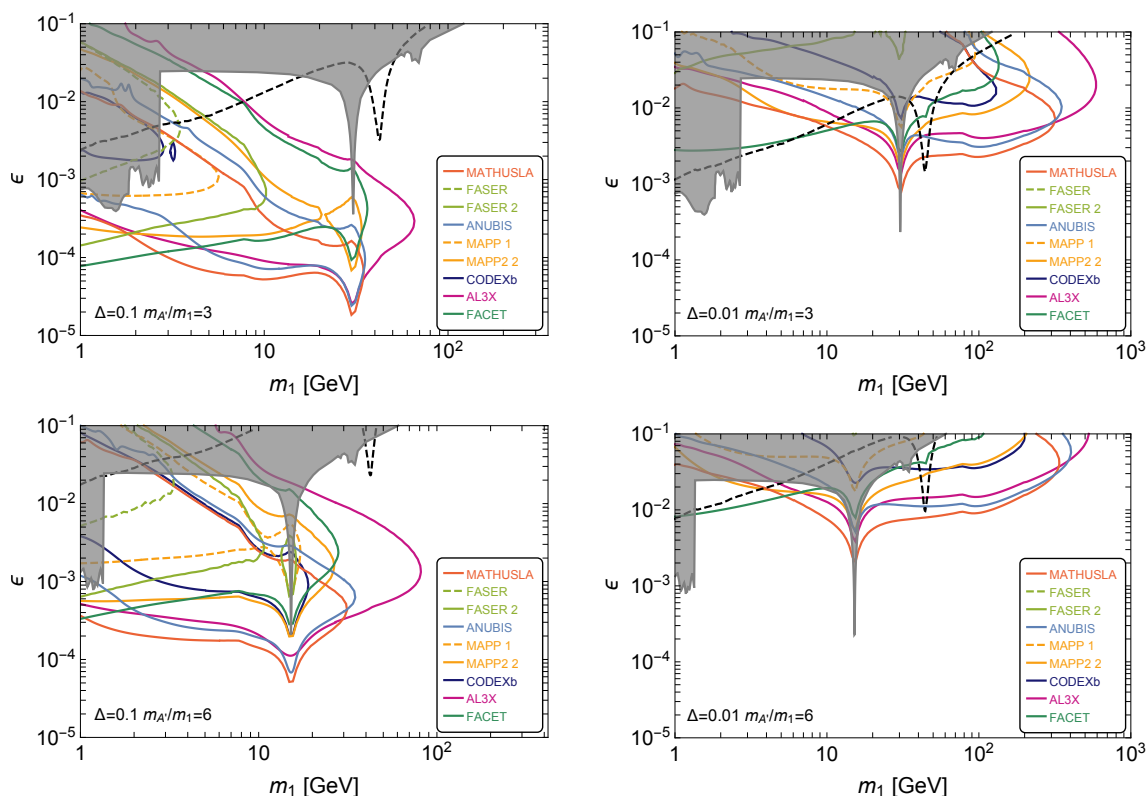 10⁻¹
10⁻²
10⁻³
10⁻⁴
10⁻⁵
ϵ
MATHUSLA
FASER
FASER 2
ANUBIS
MAPP 1
MAPP2 2
CODEXb
AL3X
FACET
Δ=0.1 m_A'/m₁=3
1
10
10²
m₁ [GeV]
10⁻¹
10⁻²
10⁻³
10⁻⁴
10⁻⁵
ϵ
MATHUSLA
FASER
FASER 2
ANUBIS
MAPP 1
MAPP2 2
CODEXb
AL3X
FACET
Δ=0.01 m_A'/m₁=3
1
10
10²
10³
m₁ [GeV]
10⁻¹
10⁻²
10⁻³
10⁻⁴
10⁻⁵
ϵ
MATHUSLA
FASER
FASER 2
ANUBIS
MAPP 1
MAPP2 2
CODEXb
AL3X
FACET
Δ=0.1 m_A'/m₁=6
1
10
10²
m₁ [GeV]
10⁻¹
10⁻²
10⁻³
10⁻⁴
10⁻⁵
ϵ
MATHUSLA
FASER
FASER 2
ANUBIS
MAPP 1
MAPP2 2
CODEXb
AL3X
FACET
Δ=0.01 m_A'/m₁=6
1
10
10²
10³
m₁ [GeV]